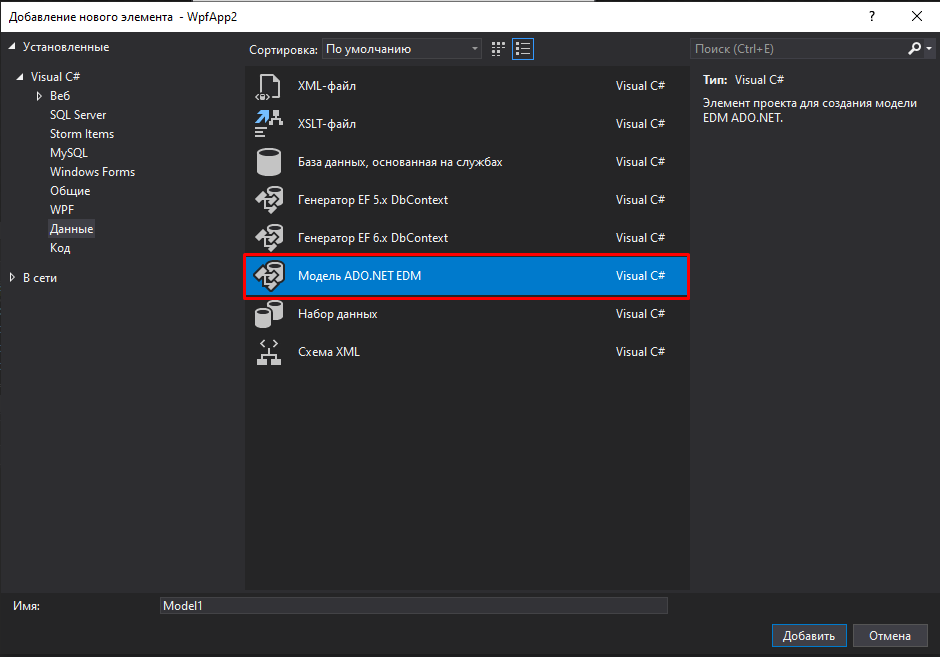 Добавление нового элемента - WpfApp2
?
Установленные
Visual C#
Веб
SQL Server
Storm Items
MySQL
Windows Forms
Общие
WPF
Данные
Код
В сети
Сортировка: По умолчанию
XML-файл Visual C#
XSLT-файл Visual C#
База данных, основанная на службах Visual C#
Генератор EF 5.x DbContext Visual C#
Генератор EF 6.x DbContext Visual C#
Модель ADO.NET EDM Visual C#
Набор данных Visual C#
Схема XML Visual C#
Поиск (Ctrl+E)
Тип: Visual C#
Элемент проекта для создания модели
EDM ADO.NET.
Имя: Model1
Добавить Отмена